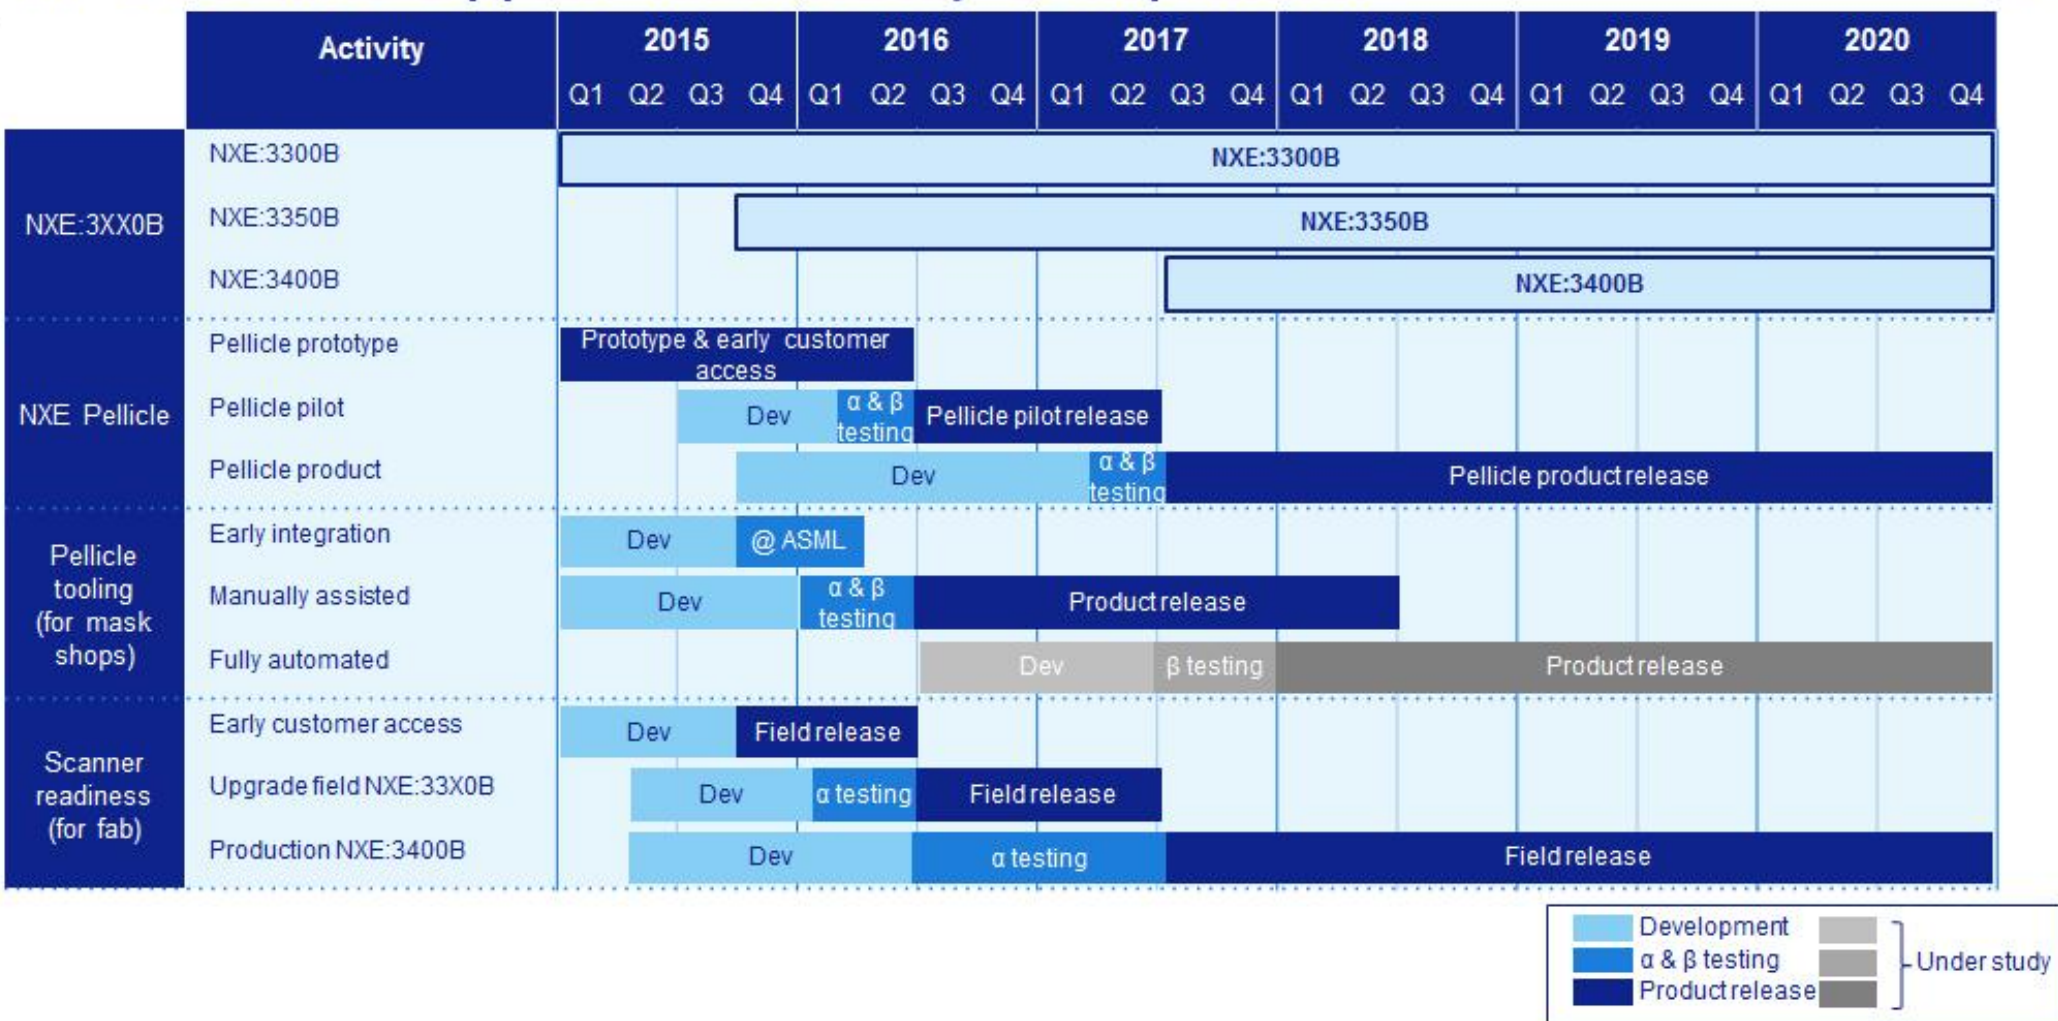 Activity
2015
2016
2017
2018
2019
2020
Q1 Q2 Q3 Q4 Q1 Q2 Q3 Q4 Q1 Q2 Q3 Q4 Q1 Q2 Q3 Q4 Q1 Q2 Q3 Q4 Q1 Q2 Q3 Q4
NXE:3XX0B
NXE:3300B
NXE:3300B
NXE:3350B
NXE:3350B
NXE:3400B
NXE:3400B
NXE Pellicle
Pellicle prototype
Prototype & early customer
access
Pellicle pilot
Dev
α & β
testing
Pellicle pilot release
Pellicle product
Dev
α & β
testing
Pellicle product release
Pellicle
tooling
(for mask
shops)
Early integration
Dev
@ ASML
Manually assisted
Dev
α & β
testing
Product release
Fully automated
Dev
β testing
Product release
Scanner
readiness
(for fab)
Early customer access
Dev
Field release
Upgrade field NXE:33X0B
Dev
α testing
Field release
Production NXE:3400B
Dev
α testing
Field release
Development
α & β testing
Product release
Under study